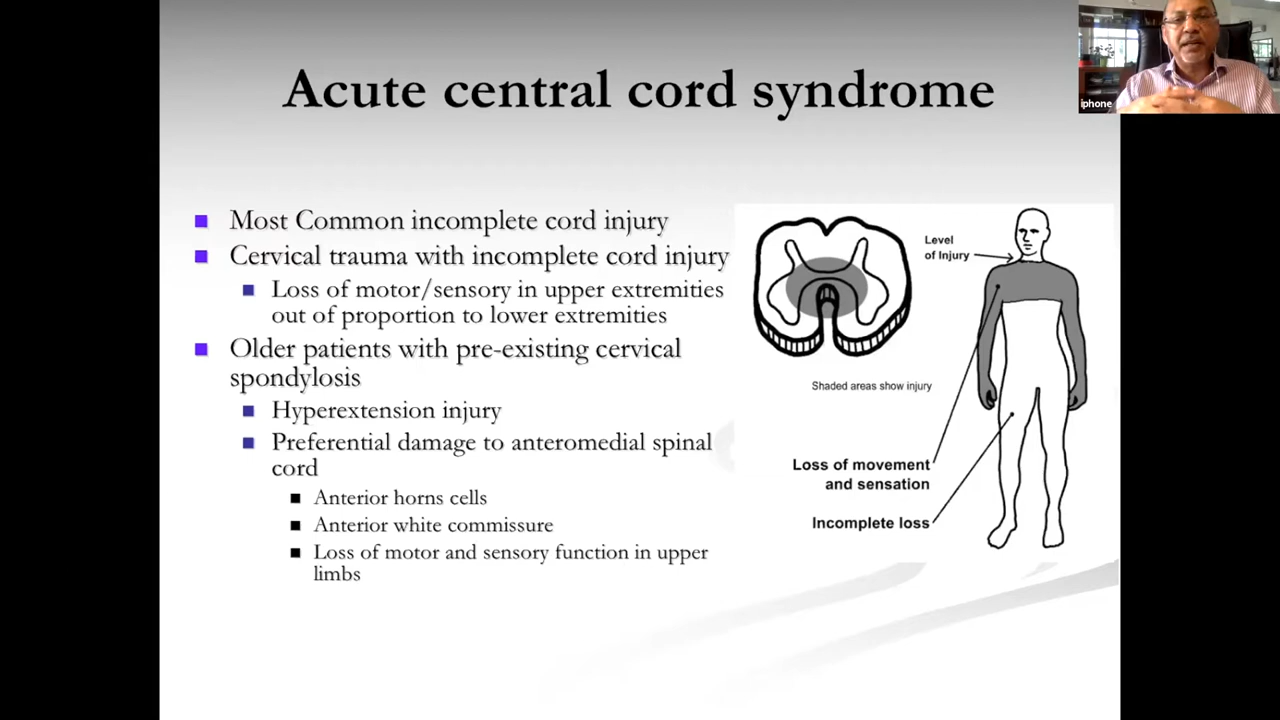 iphone
Acute central cord syndrome
Most Common incomplete cord injury
Cervical trauma with incomplete cord injury
Loss of motor/sensory in upper extremities
out of proportion to lower extremities
Older patients with pre-existing cervical
spondylosis
Hyperextension injury
Preferential damage to anteromedial spinal
cord
Anterior horns cells
Anterior white commissure
Loss of motor and sensory function in upper
limbs
Level
of Injury
Shaded areas show injury
Loss of movement
and sensation
Incomplete loss